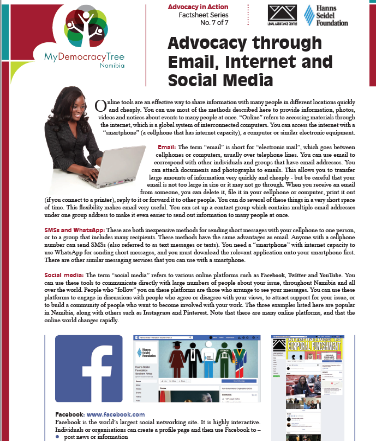 Advocacy in Action
Factsheet Series
No. 7 of 7
LEGAL ASSISTANCE CENTRE
Hanns
Seidel
Foundation
MyDemocracyTree
Namibia
Advocacy through
Email, Internet and
Social Media
Online tools are an effective way to share information with many people in different locations quickly
and cheaply. You can use most of the methods described here to provide information, photos,
videos and notices about events to many people at once. "Online" refers to accessing materials through
the internet, which is a global system of interconnected computers. You can access the internet with a
"smartphone" (a cellphone that has internet capacity), a computer or similar electronic equipment.
Email: The term "email" is short for "electronic mail", which goes between
cellphones or computers, usually over telephone lines. You can use email to
correspond with other individuals and groups that have email addresses. You
can attach documents and photographs to emails. This allows you to transfer
large amounts of information very quickly and cheaply - but be careful that your
email is not too large in size or it may not go through. When you receive an email
from someone, you can delete it, file it in your cellphone or computer, print it out
(if you connect to a printer), reply to it or forward it to other people. You can do several of these things in a very short space
of time. This flexibility makes email very useful. You can set up a contact group which contains multiple email addresses
under one group address to make it even easier to send out information to many people at once.
SMSs and WhatsApp: These are both inexpensive methods for sending short messages with your cellphone to one person,
or to a group that includes many recipients. These methods have the same advantages as email. Anyone with a cellphone
number can send SMSs (also referred to as text messages or texts). You need a "smartphone" with internet capacity to
use WhatsApp for sending short messages, and you must download the relevant application onto your smartphone first.
There are other similar messaging services that you can use with a smartphone.
Social media: The term "social media" refers to various online platforms such as Facebook, Twitter and YouTube. You
can use these tools to communicate directly with large numbers of people about your issue, throughout Namibia and all
over the world. People who "follow" you on these platforms are those who arrange to see your messages. You can use these
platforms to engage in discussions with people who agree or disagree with your views, to attract support for your issue, or
to build a community of people who want to become involved with your work. The three examples listed here are popular
in Namibia, along with others such as Instagram and Pinterest. Note that there are many online platforms, and that the
online world changes rapidly.
f
Facebook: www.facebook.com
Facebook is the world's largest social networking site. It is highly interactive.
Individuals or organisations can create a profile page and then use Facebook to –
post news or information